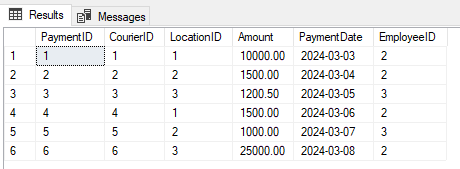 Results Messages
PaymentID CourierID LocationID Amount PaymentDate EmployeeID
1 1 1 1 10000.00 2024-03-03 2
2 2 2 2 1500.00 2024-03-04 2
3 3 3 3 1200.50 2024-03-05 3
4 4 4 1 1500.00 2024-03-06 2
5 5 5 2 1000.00 2024-03-07 3
6 6 6 3 25000.00 2024-03-08 2